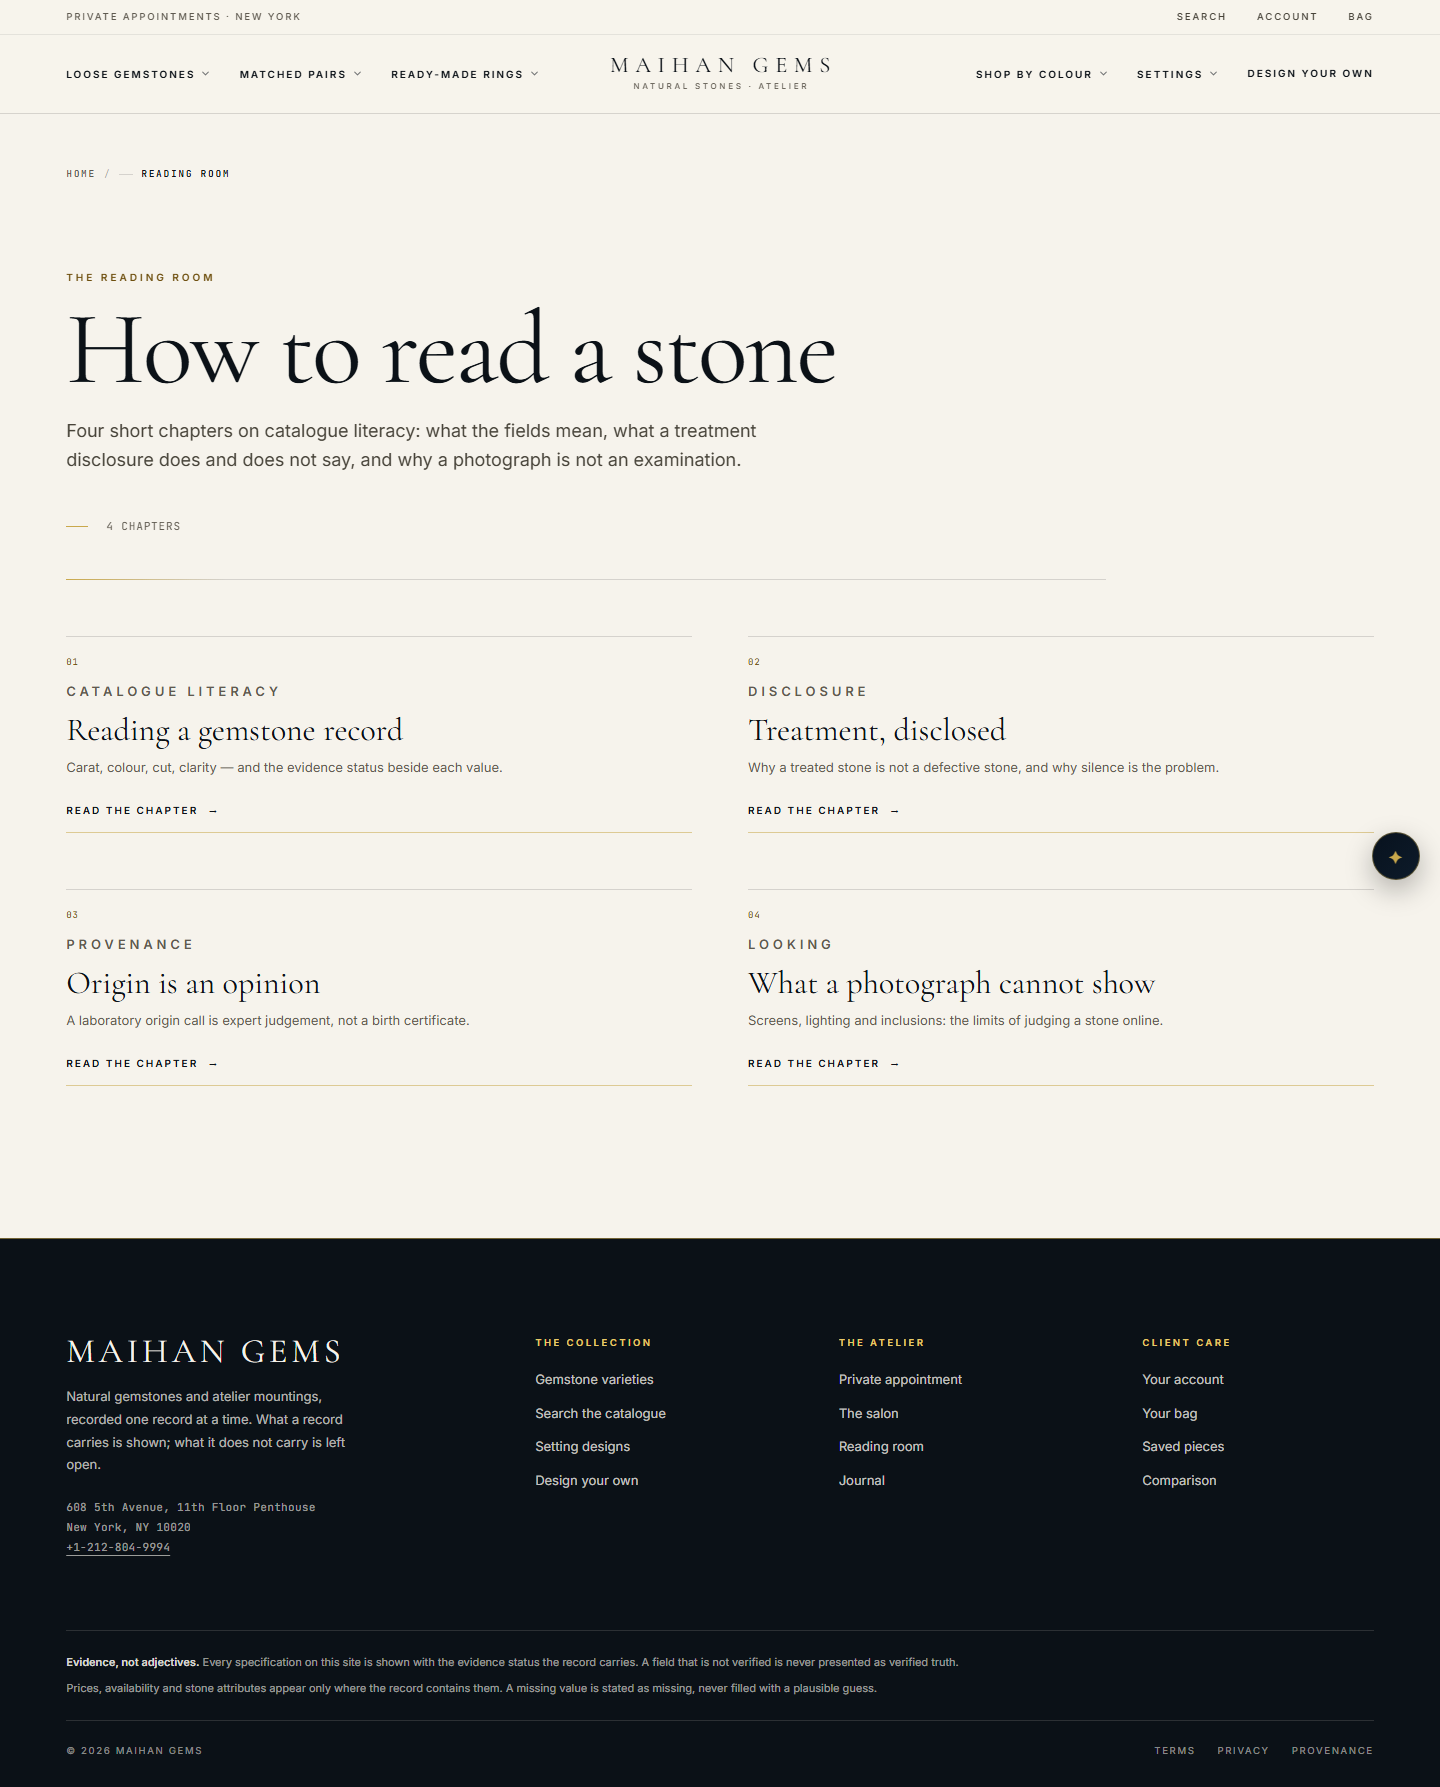 PRIVATE APPOINTMENTS · NEW YORK
SEARCH ACCOUNT BAG
LOOSE GEMSTONES MATCHED PAIRS READY-MADE RINGS
MAIHAN GEMS
NATURAL STONES · ATELIER
SHOP BY COLOUR SETTINGS DESIGN YOUR OWN
HOME / — READING ROOM
THE READING ROOM
How to read a stone
Four short chapters on catalogue literacy: what the fields mean, what a treatment
disclosure does and does not say, and why a photograph is not an examination.
4 CHAPTERS
01
CATALOGUE LITERACY
Reading a gemstone record
Carat, colour, cut, clarity — and the evidence status beside each value.
READ THE CHAPTER →
02
DISCLOSURE
Treatment, disclosed
Why a treated stone is not a defective stone, and why silence is the problem.
READ THE CHAPTER →
03
PROVENANCE
Origin is an opinion
A laboratory origin call is expert judgement, not a birth certificate.
READ THE CHAPTER →
04
LOOKING
What a photograph cannot show
Screens, lighting and inclusions: the limits of judging a stone online.
READ THE CHAPTER →
MAIHAN GEMS
Natural gemstones and atelier mountings,
recorded one record at a time. What a record
carries is shown; what it does not carry is left
open.
608 5th Avenue, 11th Floor Penthouse
New York, NY 10020
+1-212-804-9994
THE COLLECTION
Gemstone varieties
Search the catalogue
Setting designs
Design your own
THE ATELIER
Private appointment
The salon
Reading room
Journal
CLIENT CARE
Your account
Your bag
Saved pieces
Comparison
Evidence, not adjectives. Every specification on this site is shown with the evidence status the record carries. A field that is not verified is never presented as verified truth.
Prices, availability and stone attributes appear only where the record contains them. A missing value is stated as missing, never filled with a plausible guess.
© 2026 MAIHAN GEMS
TERMS PRIVACY PROVENANCE